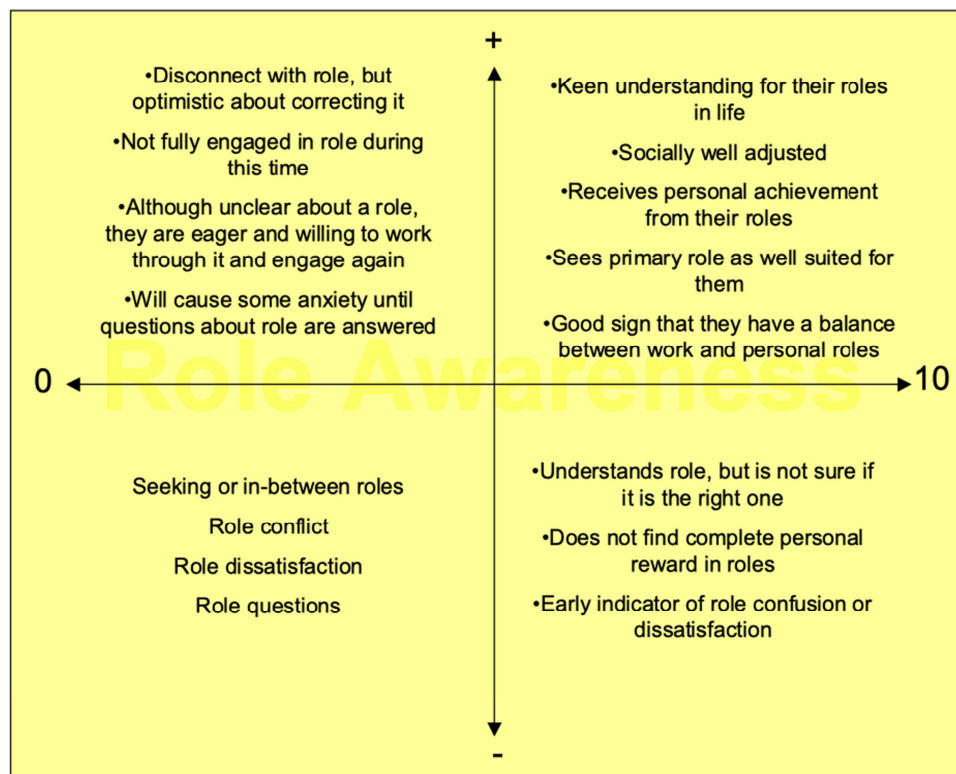 +
•Disconnect with role, but
optimistic about correcting it
•Not fully engaged in role during
this time
•Although unclear about a role,
they are eager and willing to work
through it and engage again
•Will cause some anxiety until
questions about role are answered
•Keen understanding for their roles
in life
•Socially well adjusted
•Receives personal achievement
from their roles
•Sees primary role as well suited for
them
•Good sign that they have a balance
between work and personal roles
0
Role Awareness
10
Seeking or in-between roles
Role conflict
Role dissatisfaction
Role questions
•Understands role, but is not sure if
it is the right one
•Does not find complete personal
reward in roles
•Early indicator of role confusion or
dissatisfaction
-